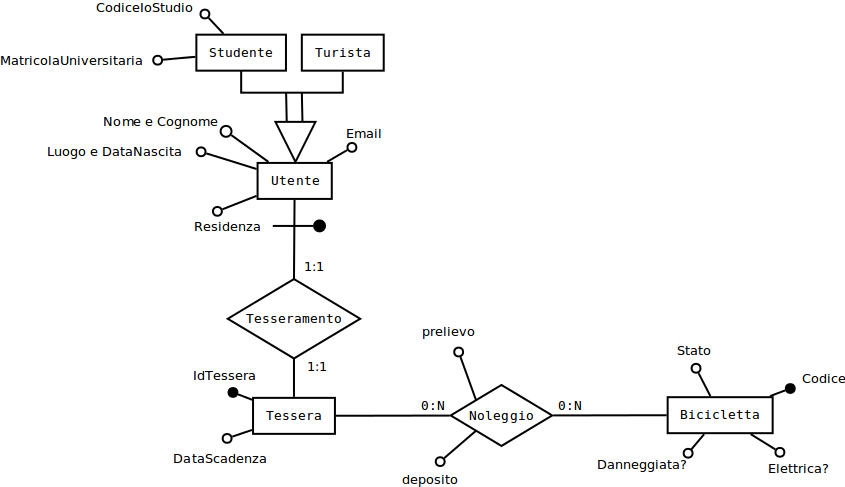 CodiceIoStudio
Studente
Turista
MatricolaUniversitaria
Nome e Cognome
Email
Luogo e DataNascita
Utente
Residenza
1:1
Tesseramento
prelievo
1:1
Stato
IdTessera
Codice
0:N
0:N
Tessera
Noleggio
Bicicletta
DataScadenza
Danneggiata?
Elettrica?
deposito